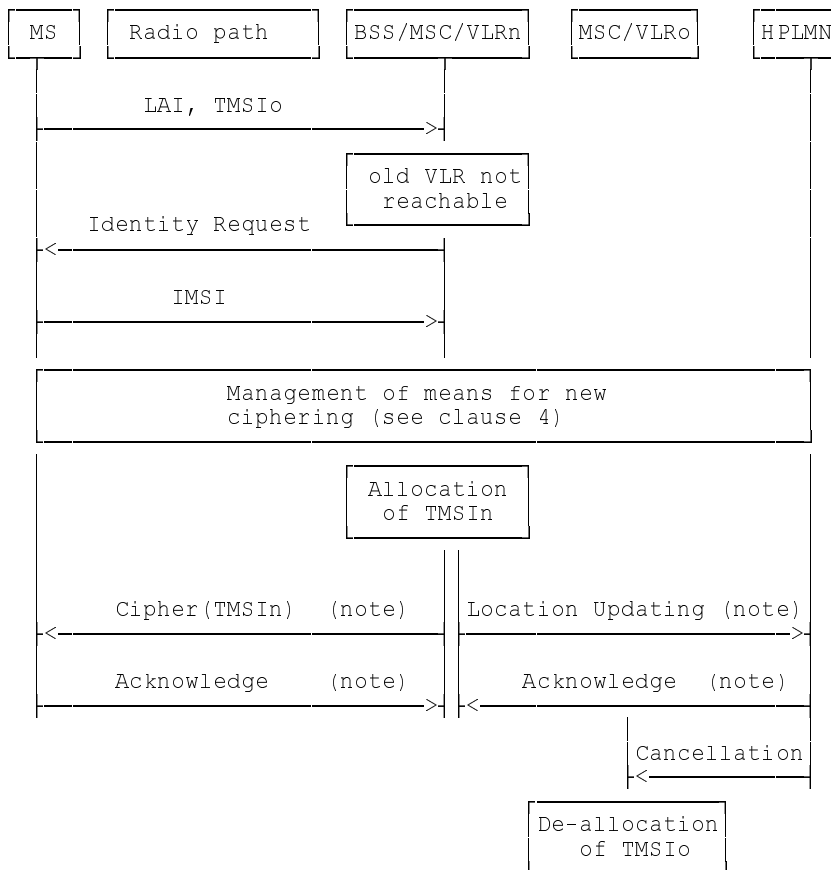 MS Radio path BSS/MSC/VLRn MSC/VLRo HPLMN
LAI, TMSIo
old VLR not
reachable
Identity Request
IMSI
Management of means for new
ciphering (see clause 4)
Allocation
of TMSIn
Cipher(TMSIn) (note) Location Updating (note)
Acknowledge (note) Acknowledge (note)
Cancellation
De-allocation
of TMSIo